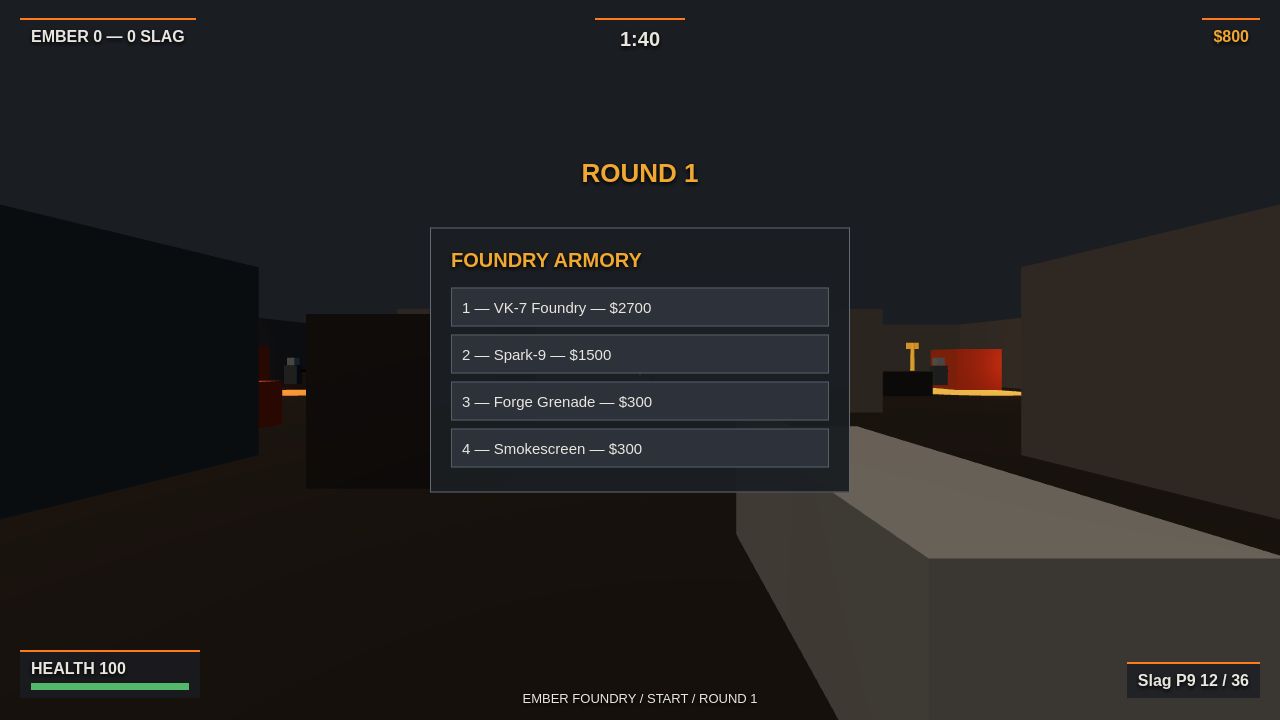 EMBER 0 — 0 SLAG
1:40
$800
ROUND 1
FOUNDRY ARMORY
1 — VK-7 Foundry — $2700
2 — Spark-9 — $1500
3 — Forge Grenade — $300
4 — Smokescreen — $300
HEALTH 100
Slag P9 12 / 36
EMBER FOUNDRY / START / ROUND 1